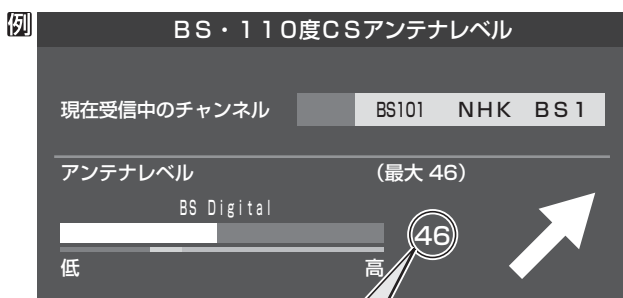 例
BS・110度CSアンテナレベル
現在受信中のチャンネル BS101 NHK BS1
アンテナレベル (最大 46)
BS Digital
46
低 高